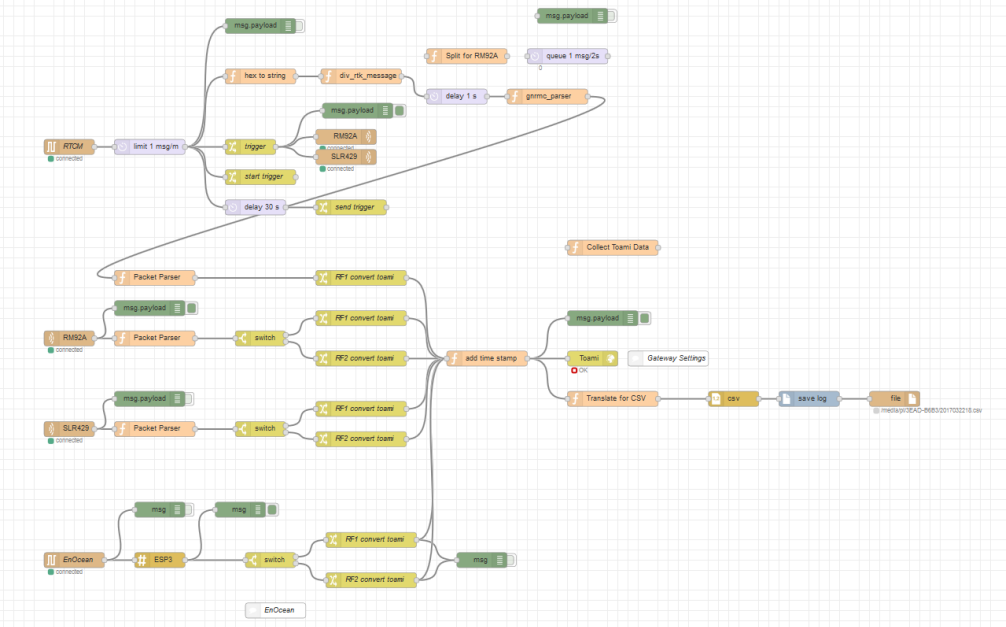 msg.payload
msg.payload
Split for RM92A
queue 1 msg/2s
0
hex to string
div_rtk_message
delay 1 s
gnrmc_parser
msg.payload
RM92A
connected
RTCM
connected
limit 1 msg/m
trigger
SLR429
connected
start trigger
delay 30 s
send trigger
Collect Toami Data
Packet Parser
RF1 convert toami
msg.payload
RF1 convert toami
msg.payload
RM92A
connected
Packet Parser
switch
RF2 convert toami
add time stamp
Toami
OK
Gateway Settings
msg.payload
Translate for CSV
csv
save log
file
RF1 convert toami
SLR429
connected
Packet Parser
switch
RF2 convert toami
msg
msg
RF1 convert toami
EnOcean
connected
ESP3
switch
msg
RF2 convert toami
EnOcean